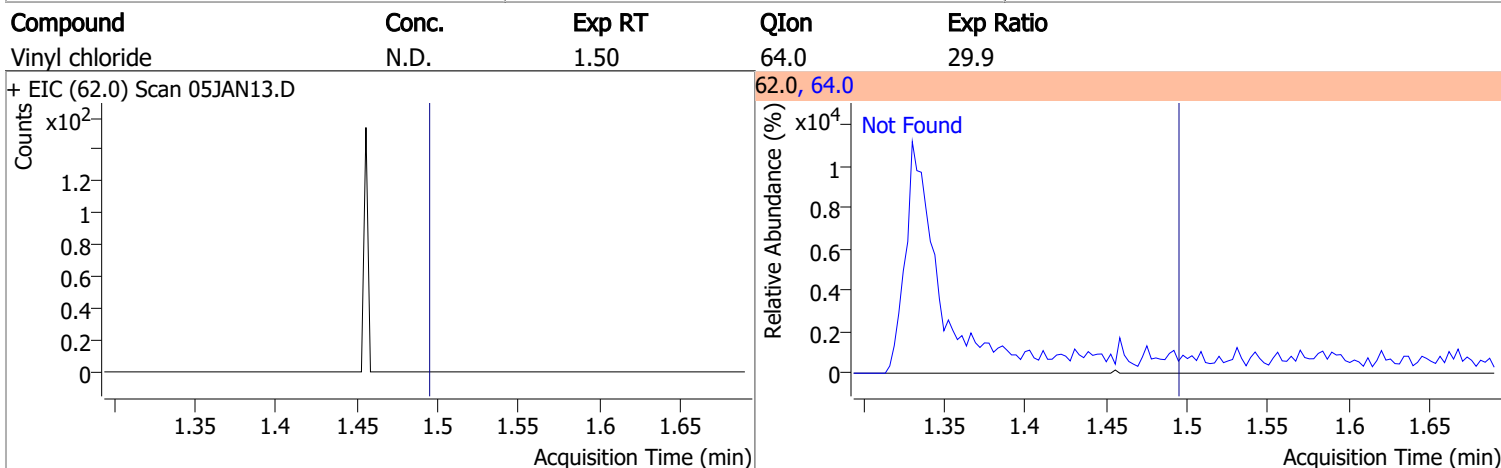 Compound Conc. Exp RT QIon Exp Ratio
Vinyl chloride N.D. 1.50 64.0 29.9
+ EIC (62.0) Scan 05JAN13.D
Counts
x10²
1.2
1
0.8
0.6
0.4
0.2
0
1.35 1.4 1.45 1.5 1.55 1.6 1.65
Acquisition Time (min)
62.0, 64.0
Relative Abundance (%)
x10⁴
Not Found
1
0.8
0.6
0.4
0.2
0
1.35 1.4 1.45 1.5 1.55 1.6 1.65
Acquisition Time (min)